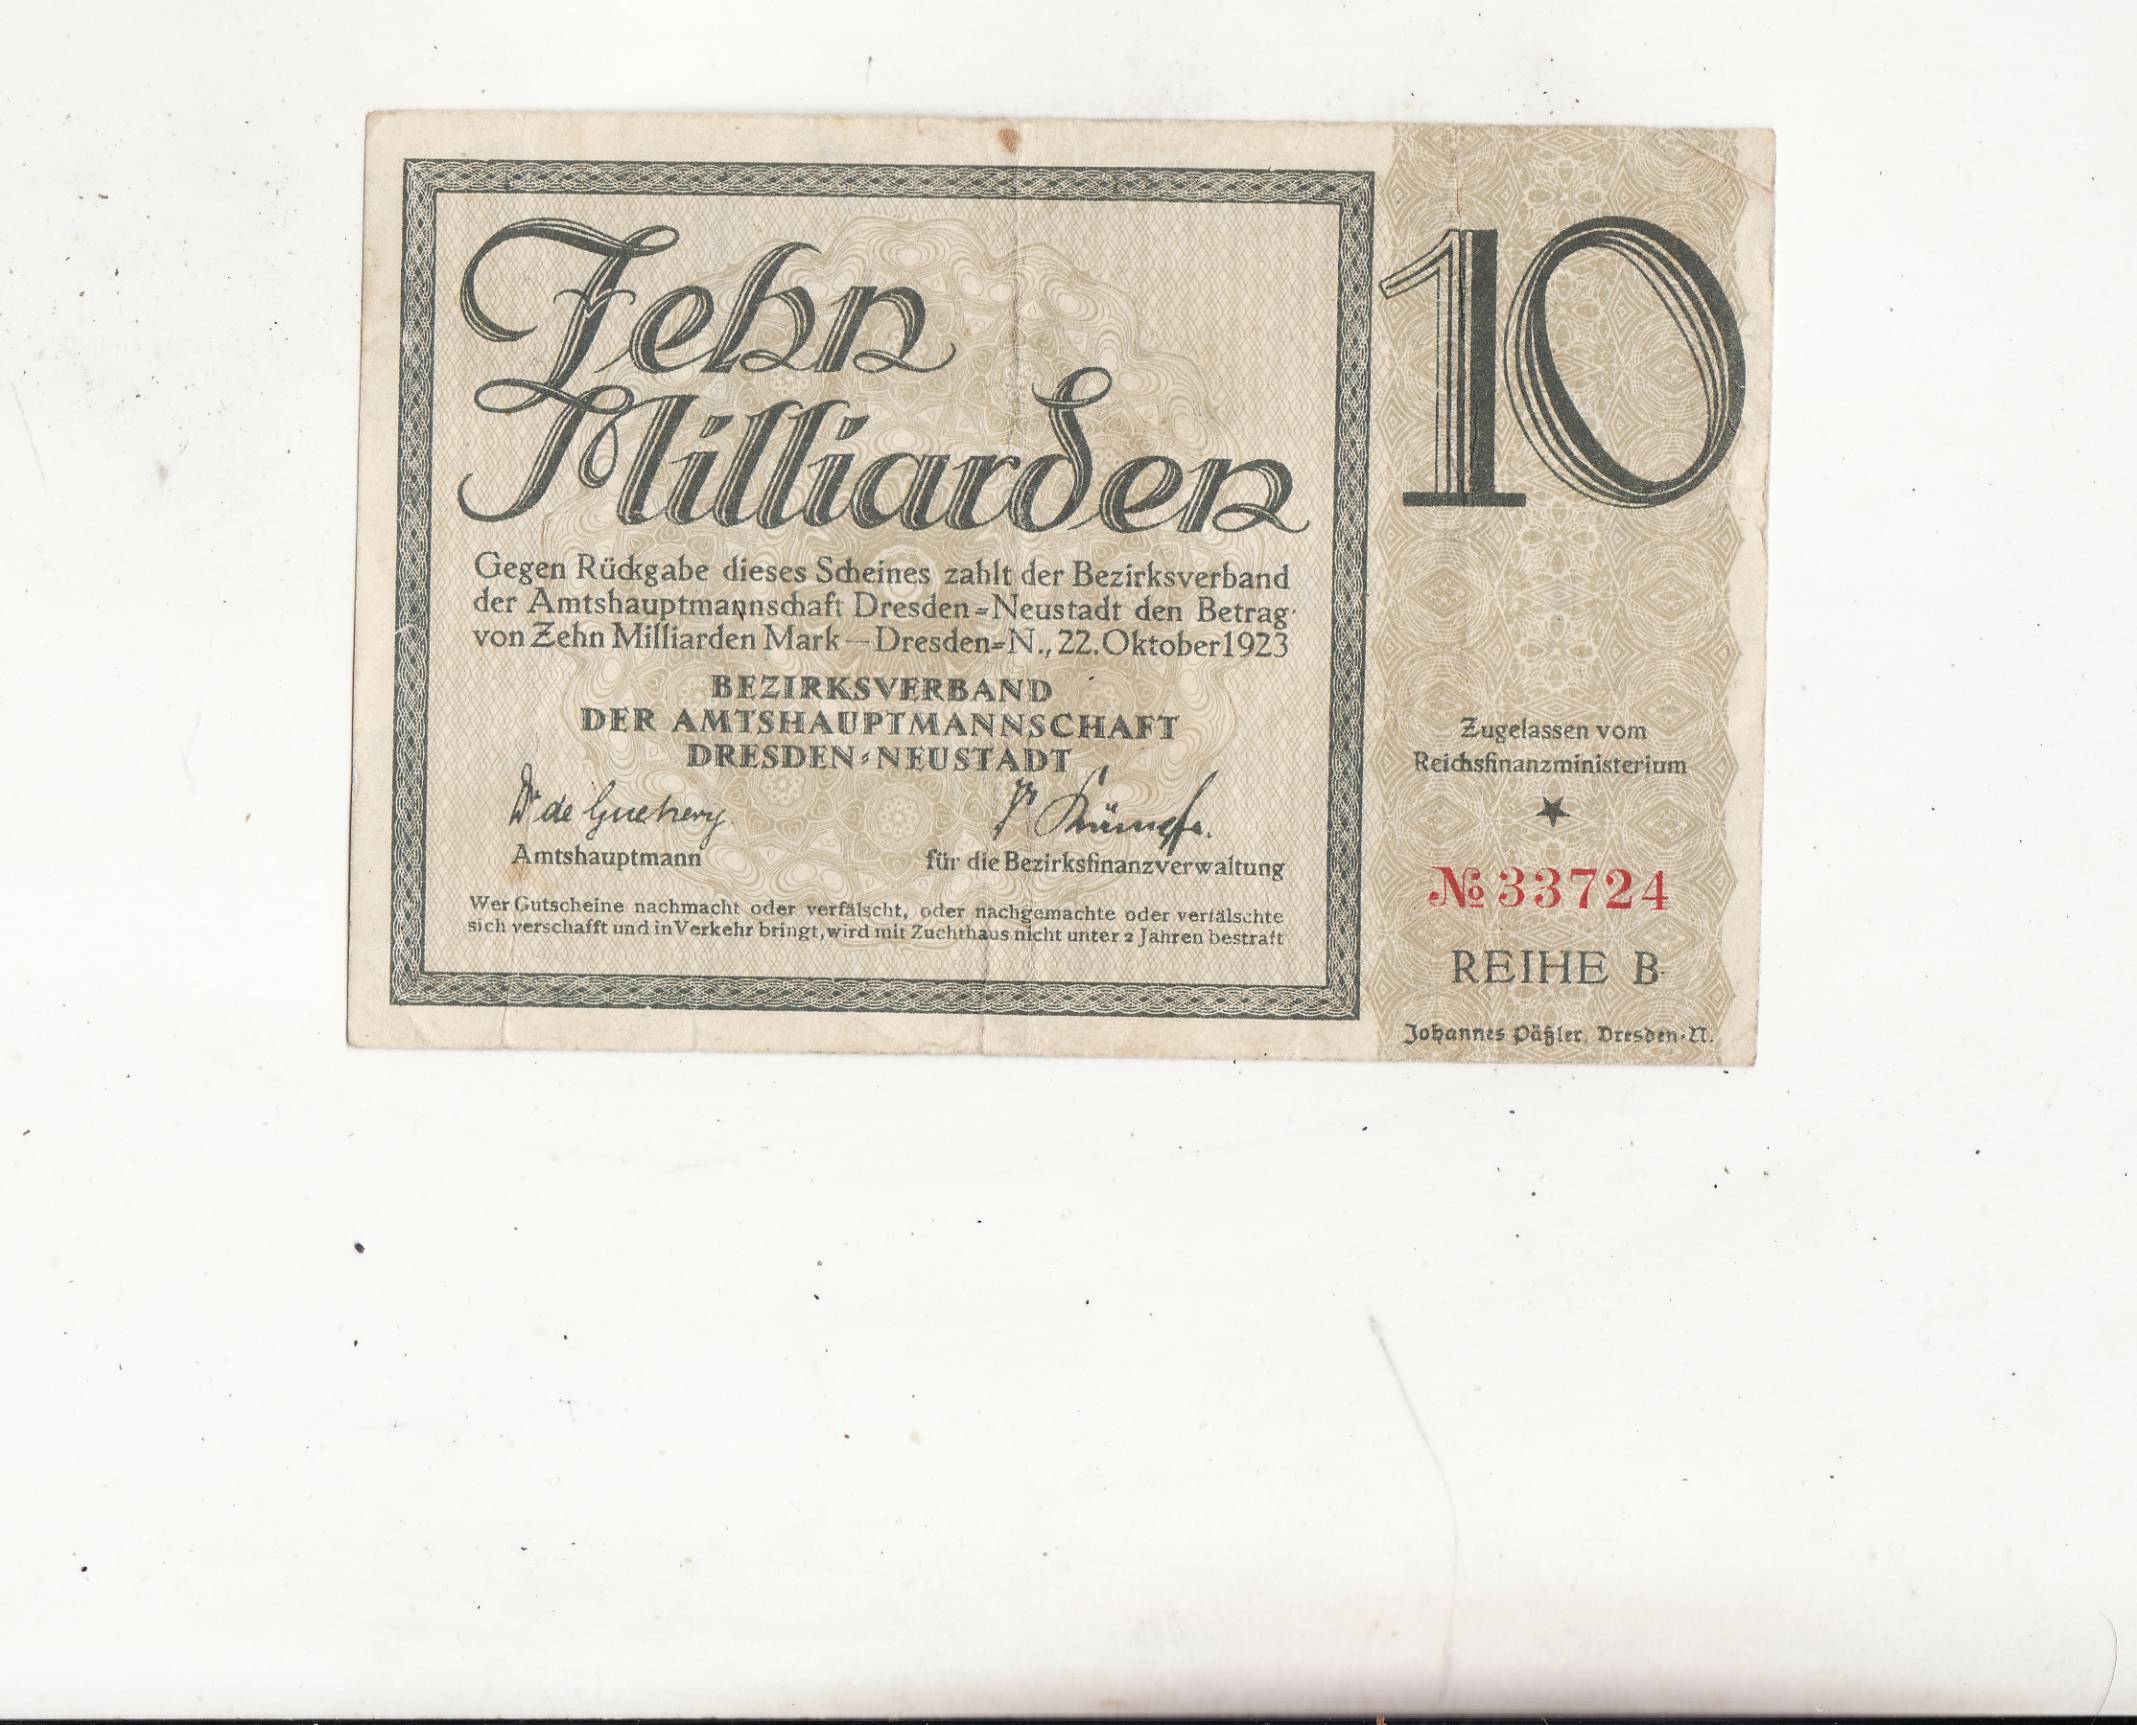 Zehn
Milliarden
Gegen Rückgabe dieses Scheines zahlt der Bezirksverband
der Amtshauptmannschaft Dresden=Neustadt den Betrag
von Zehn Milliarden Mark — Dresden=N., 22. Oktober 1923
BEZIRKSVERBAND
DER AMTSHAUPTMANNSCHAFT
DRESDEN=NEUSTADT
Dr de
Amtshauptmann
für die Bezirksfinanzverwaltung
Wer Gutscheine nachmacht oder verfälscht, oder nachgemachte oder verfälschte
sich verschafft und in Verkehr bringt, wird mit Zuchthaus nicht unter 2 Jahren bestraft
10
Zugelassen vom
Reichsfinanzministerium
№ 33724
REIHE B
Johannes Päßler, Dresden-N.